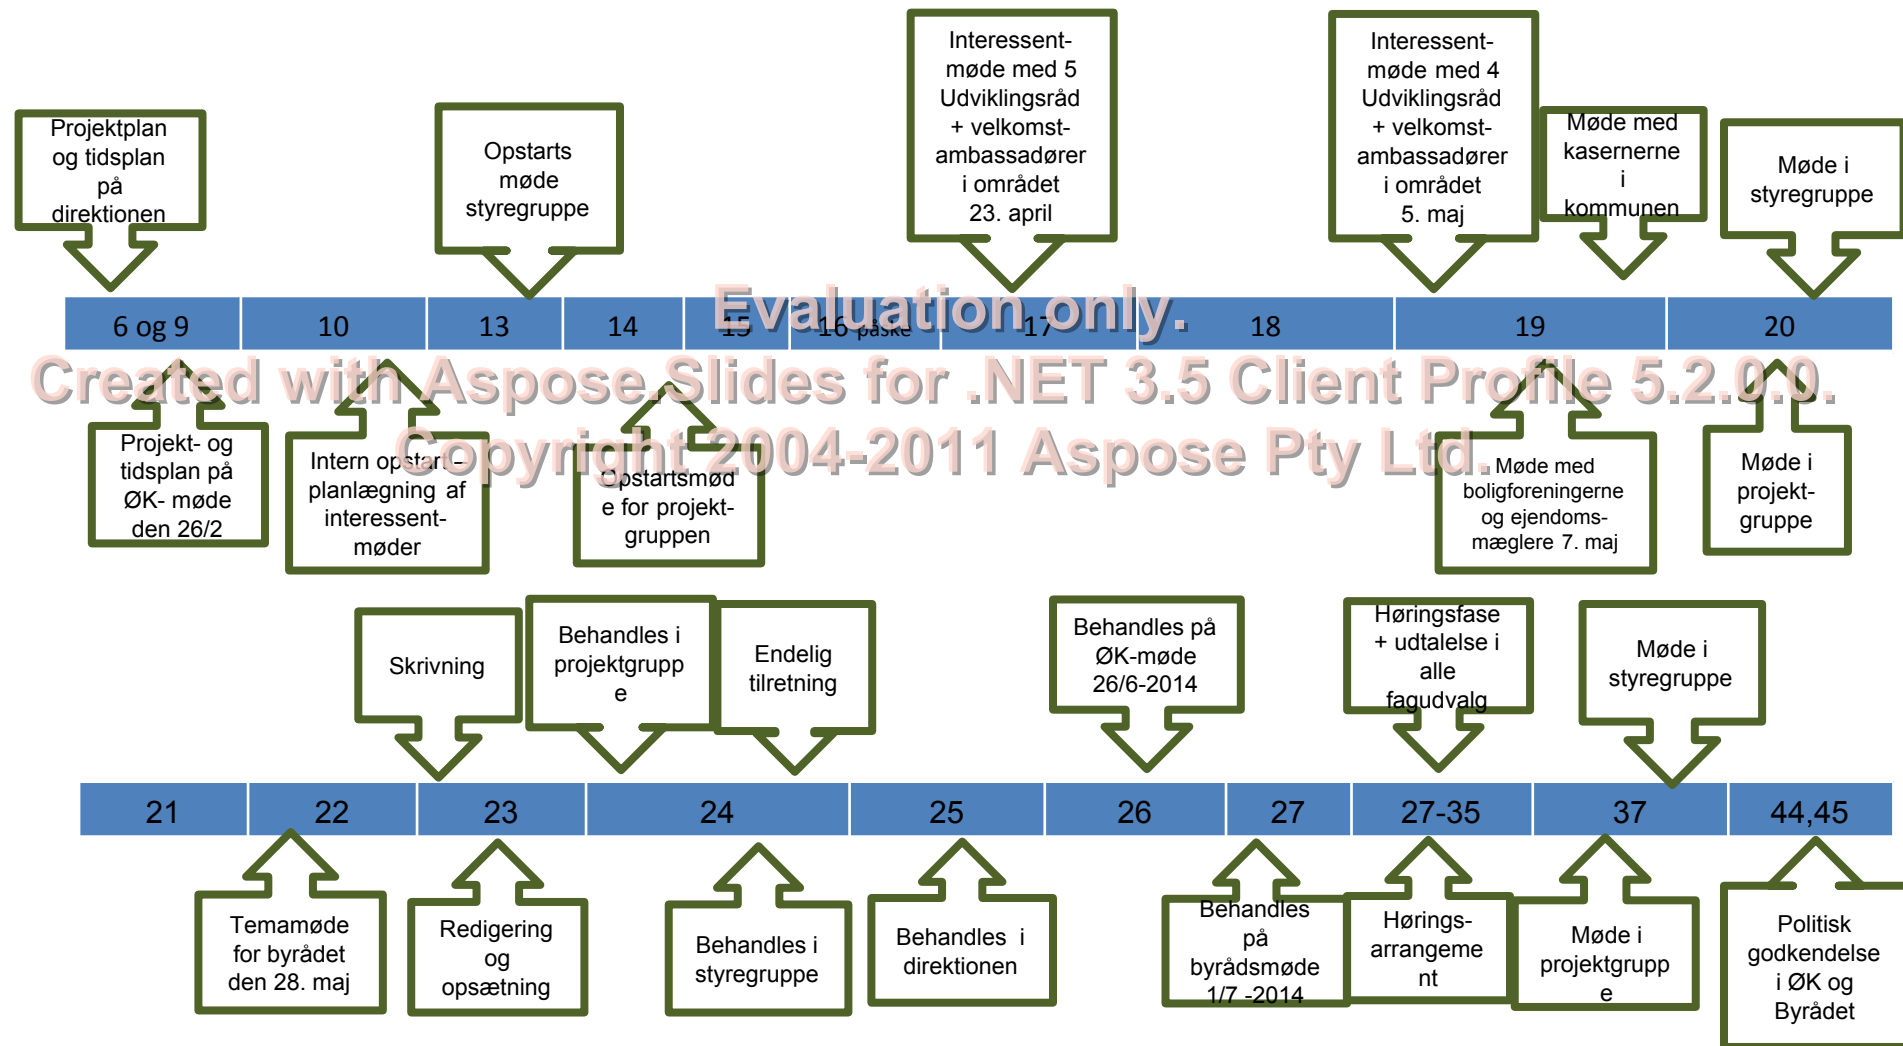 Projektplan
og tidsplan
på
direktionen
Opstarts
møde
styregruppe
Interessent-
møde med 5
Udviklingsråd
+ velkomst-
ambassadører
i området
23. april
Interessent-
møde med 4
Udviklingsråd
+ velkomst-
ambassadører
i området
5. maj
Møde med
kasernerne
i
kommunen
Møde i
styregruppe
6 og 9
10
13
14
15
16 påske
17
18
19
20
Evaluation only.
Created with Aspose.Slides for .NET 3.5 Client Profile 5.2.0.0.
Copyright 2004-2011 Aspose Pty Ltd.
Projekt- og
tidsplan på
ØK- møde
den 26/2
Intern opstart –
planlægning af
interessent-
møder
Opstartsmød
e for projekt-
gruppen
Møde med
boligforeningerne
og ejendoms-
mæglere 7. maj
Møde i
projekt-
gruppe
Skrivning
Behandles i
projektgrupp
e
Endelig
tilretning
Behandles på
ØK-møde
26/6-2014
Høringsfase
+ udtalelse i
alle
fagudvalg
Møde i
styregruppe
21
22
23
24
25
26
27
27-35
37
44,45
Temamøde
for byrådet
den 28. maj
Redigering
og
opsætning
Behandles i
styregruppe
Behandles i
direktionen
Behandles
på
byrådsmøde
1/7 -2014
Hørings-
arrangeme
nt
Møde i
projektgrupp
e
Politisk
godkendelse
i ØK og
Byrådet